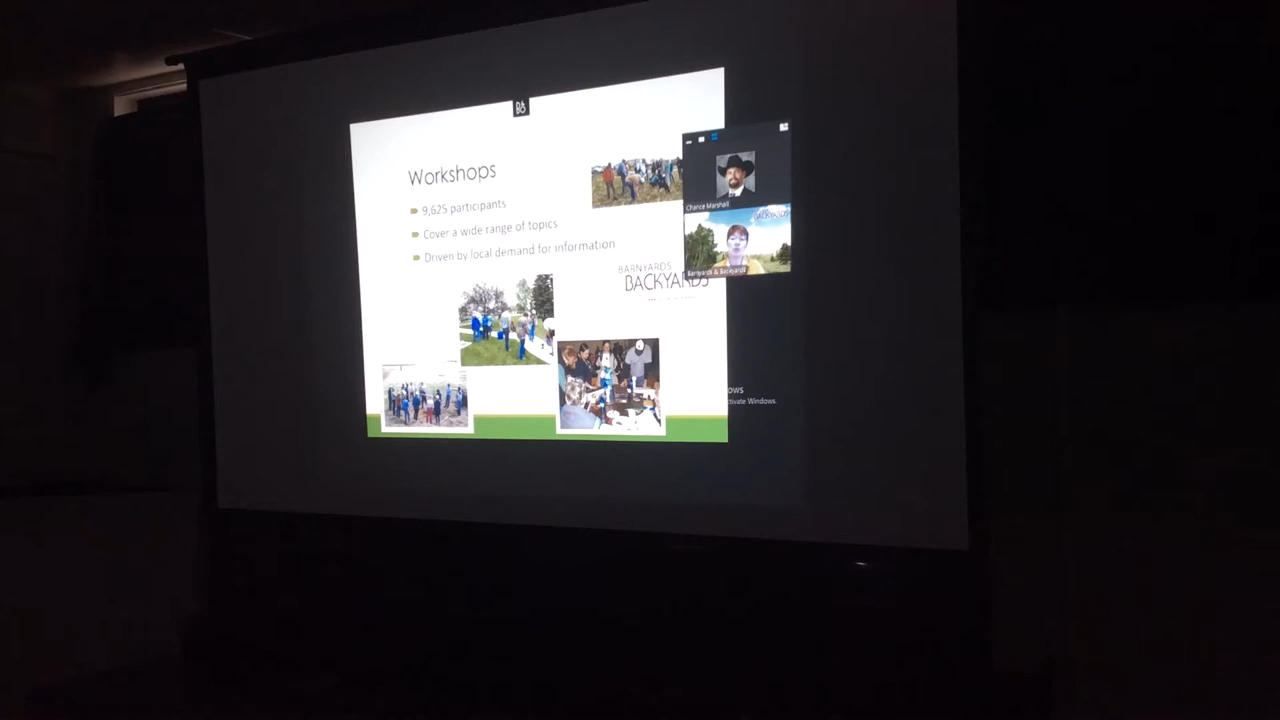 Workshops
9,625 participants
Cover a wide range of topics
Driven by local demand for information
BARNYARDS
BACKYARDS
Chance Marshall
BACKYARDS
Barnyards & Backyards
ctivate Windows.